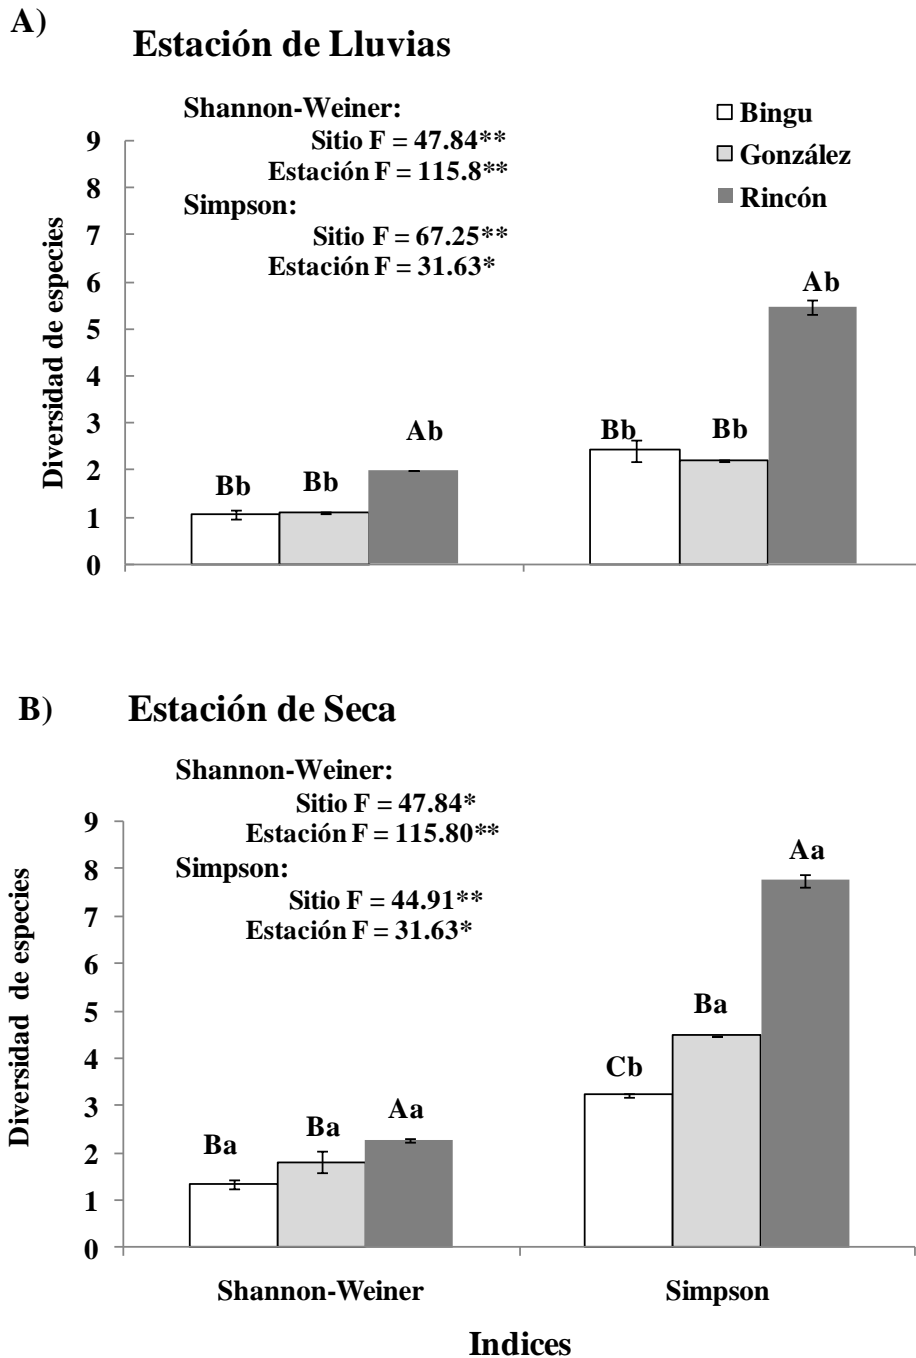 A)
Estación de Lluvias
Shannon-Weiner:
Sitio F = 47.84**
Estación F = 115.8**
Simpson:
Sitio F = 67.25**
Estación F = 31.63*
Bingu
González
Rincón
Diversidad de especies
9
8
7
6
5
4
3
2
1
0
Bb
Bb
Ab
Bb
Bb
Ab
B)
Estación de Seca
Shannon-Weiner:
Sitio F = 47.84*
Estación F = 115.80**
Simpson:
Sitio F = 44.91**
Estación F = 31.63*
Diversidad de especies
9
8
7
6
5
4
3
2
1
0
Ba
Ba
Aa
Cb
Ba
Aa
Shannon-Weiner
Simpson
Indices